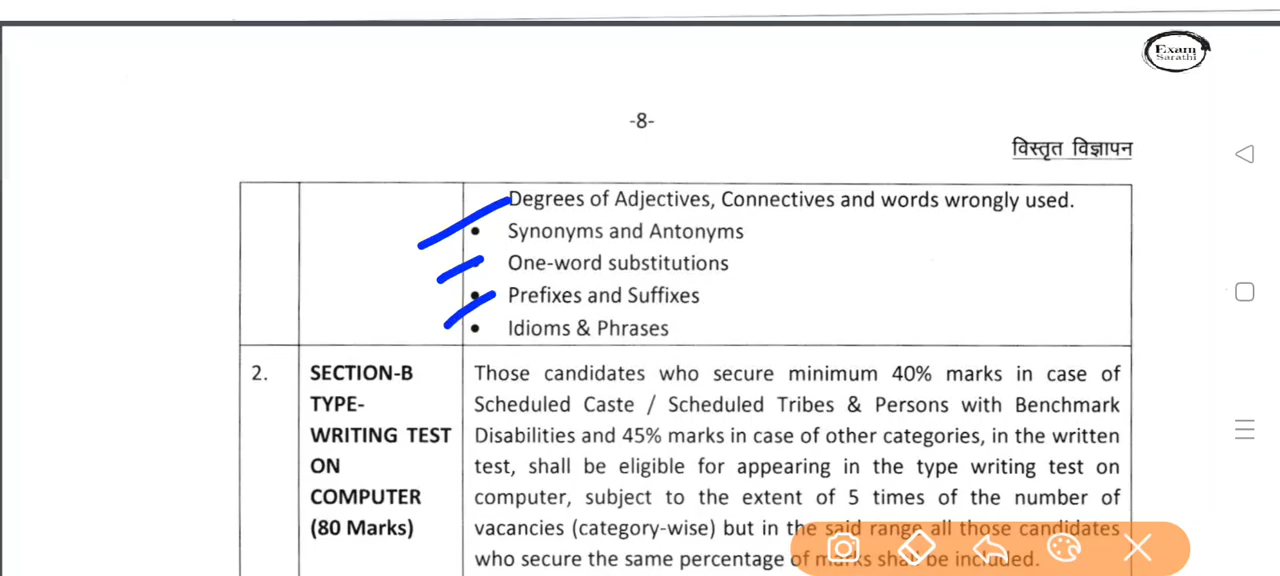 Exam
Sarathi
-8-
विस्तृत विज्ञापन
Degrees of Adjectives, Connectives and words wrongly used.
• Synonyms and Antonyms
• One-word substitutions
• Prefixes and Suffixes
• Idioms & Phrases
2.
SECTION-B
TYPE-
WRITING TEST
ON
COMPUTER
(80 Marks)
Those candidates who secure minimum 40% marks in case of
Scheduled Caste / Scheduled Tribes & Persons with Benchmark
Disabilities and 45% marks in case of other categories, in the written
test, shall be eligible for appearing in the type writing test on
computer, subject to the extent of 5 times of the number of
vacancies (category-wise) but in the said range all those candidates
who secure the same percentage of marks shall be included.